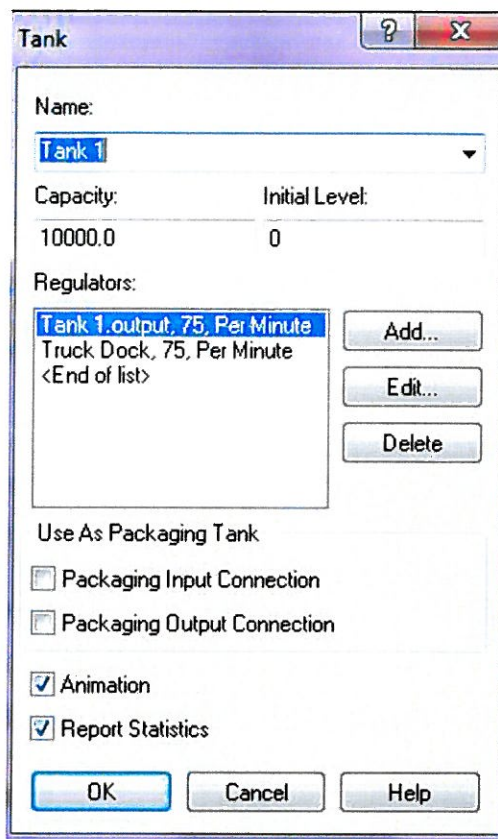 Tank
?
X
Name:
Tank 1
Capacity: Initial Level:
10000.0 0
Regulators:
Tank 1.output, 75, Per Minute
Truck Dock, 75, Per Minute
<End of list>
Add...
Edit...
Delete
Use As Packaging Tank
Packaging Input Connection
Packaging Output Connection
Animation
Report Statistics
OK Cancel Help